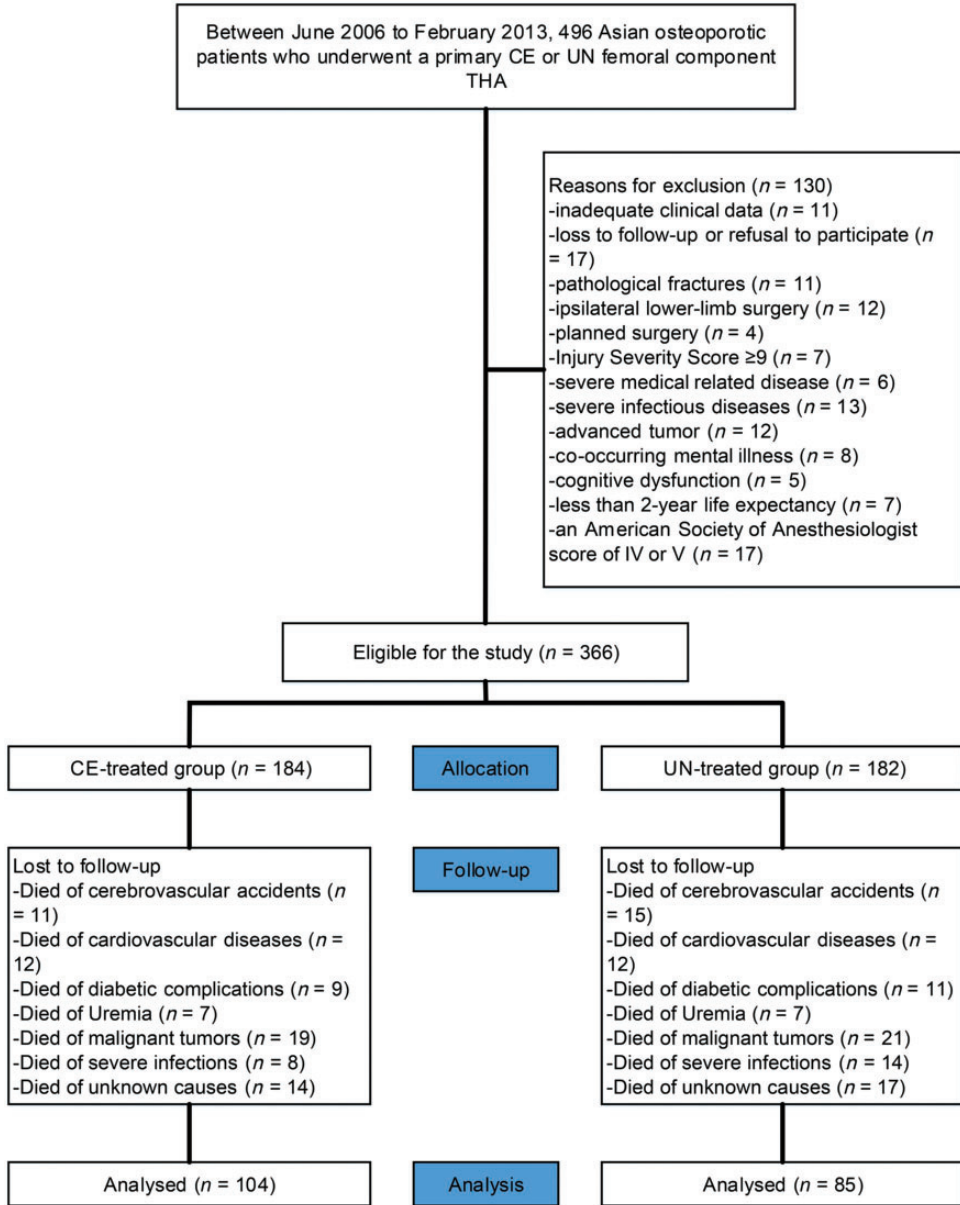 Between June 2006 to February 2013, 496 Asian osteoporotic
patients who underwent a primary CE or UN femoral component
THA
Reasons for exclusion (n = 130)
-inadequate clinical data (n = 11)
-loss to follow-up or refusal to participate (n
= 17)
-pathological fractures (n = 11)
-ipsilateral lower-limb surgery (n = 12)
-planned surgery (n = 4)
-Injury Severity Score ≥9 (n = 7)
-severe medical related disease (n = 6)
-severe infectious diseases (n = 13)
-advanced tumor (n = 12)
-co-occurring mental illness (n = 8)
-cognitive dysfunction (n = 5)
-less than 2-year life expectancy (n = 7)
-an American Society of Anesthesiologist
score of IV or V (n = 17)
Eligible for the study (n = 366)
CE-treated group (n = 184)
Allocation
UN-treated group (n = 182)
Lost to follow-up
-Died of cerebrovascular accidents (n
= 11)
-Died of cardiovascular diseases (n =
12)
-Died of diabetic complications (n = 9)
-Died of Uremia (n = 7)
-Died of malignant tumors (n = 19)
-Died of severe infections (n = 8)
-Died of unknown causes (n = 14)
Follow-up
Lost to follow-up
-Died of cerebrovascular accidents (n
= 15)
-Died of cardiovascular diseases (n =
12)
-Died of diabetic complications (n = 11)
-Died of Uremia (n = 7)
-Died of malignant tumors (n = 21)
-Died of severe infections (n = 14)
-Died of unknown causes (n = 17)
Analysed (n = 104)
Analysis
Analysed (n = 85)